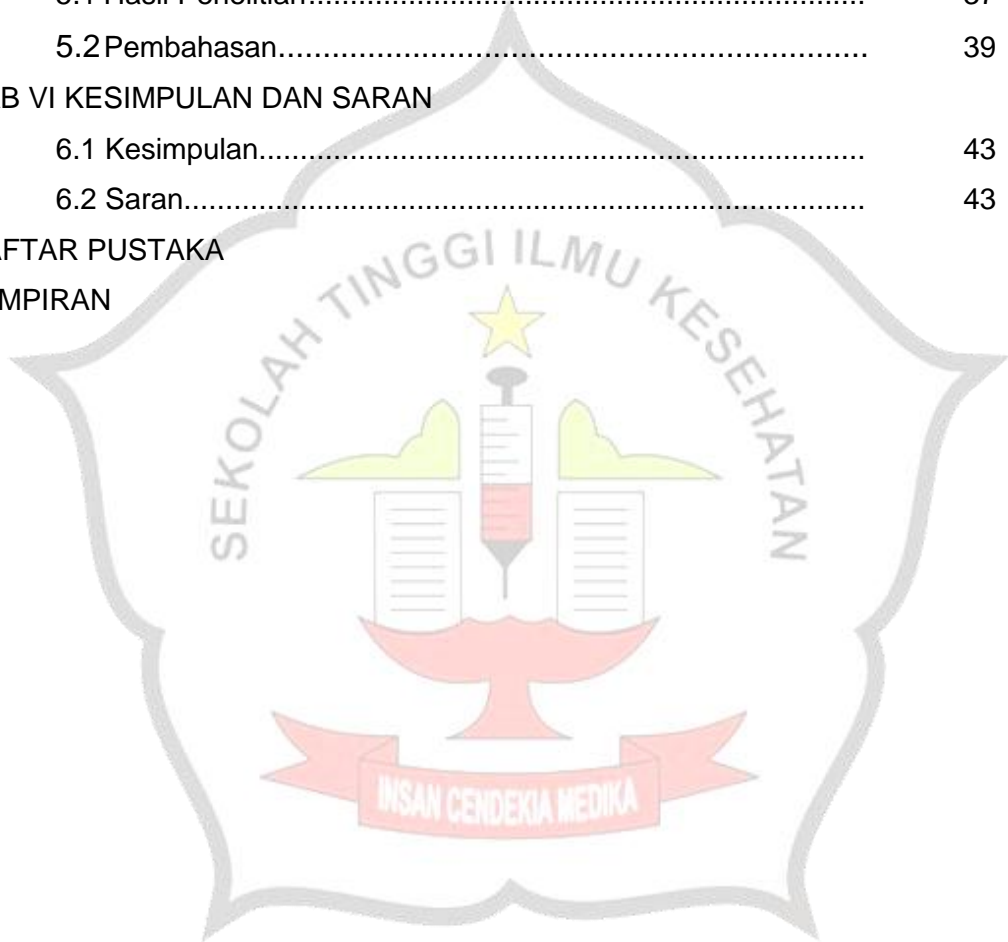 5.2 Pembahasan....................................................................... 39
B VI KESIMPULAN DAN SARAN
6.1 Kesimpulan......................................................................... 43
6.2 Saran.................................................................................. 43
AFTAR PUSTAKA
MPIRAN
SEKOLAH TINGGI ILMU KESEHATAN
INSAN CENDEKIA MEDIKA